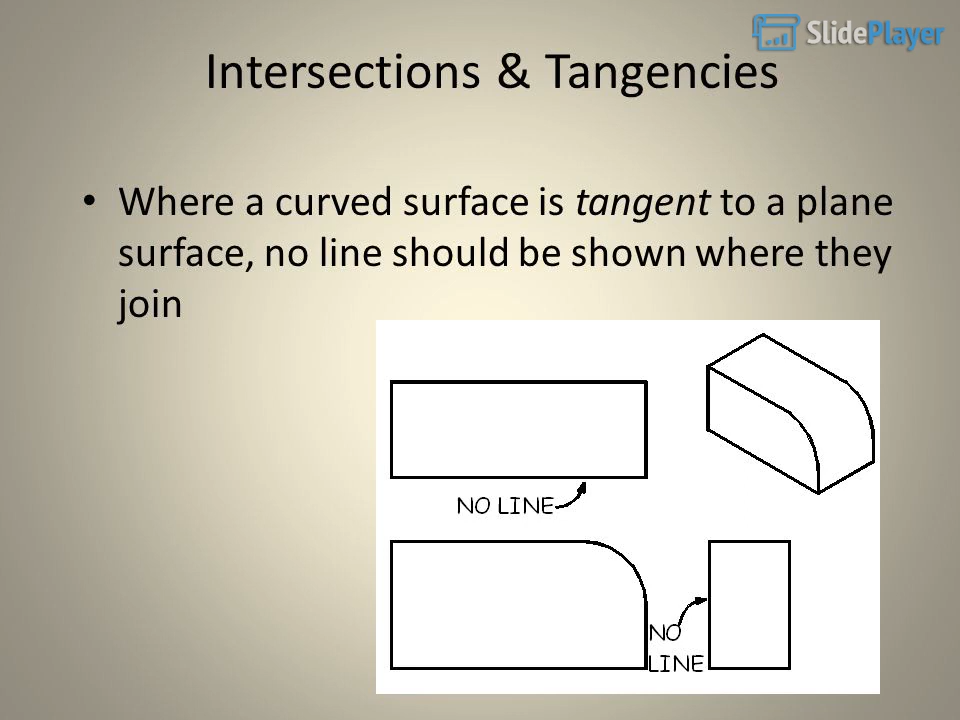 SlidePlayer
Intersections & Tangencies
• Where a curved surface is tangent to a plane
surface, no line should be shown where they
join
NO LINE
NO
LINE